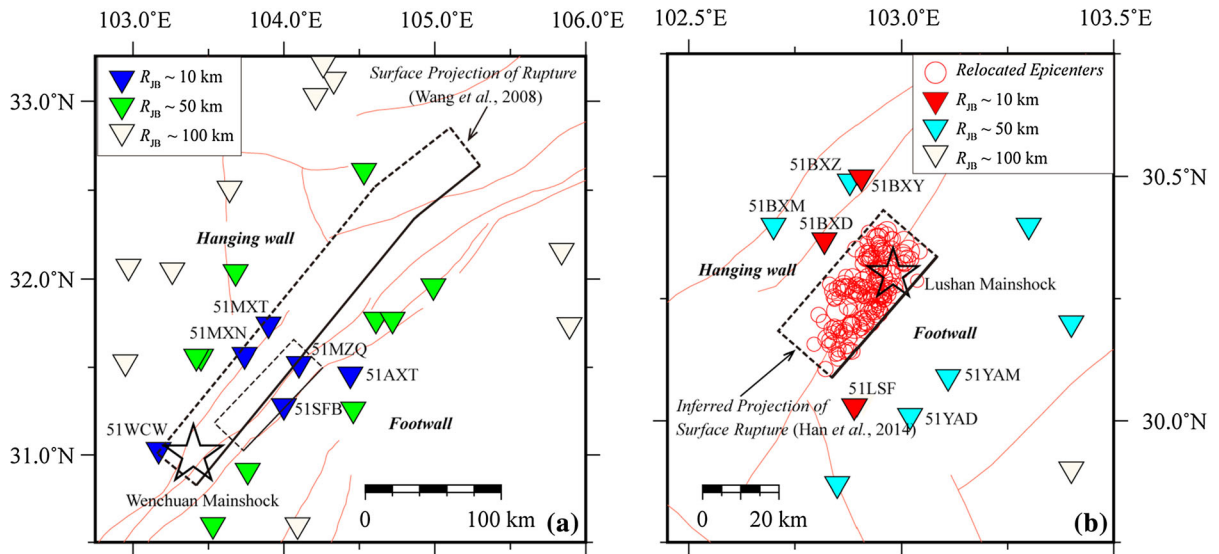 103.0°E 104.0°E 105.0°E 106.0°E
33.0°N
32.0°N
31.0°N
R_JB ~ 10 km
R_JB ~ 50 km
R_JB ~ 100 km
Surface Projection of Rupture
(Wang et al., 2008)
Hanging wall
51MXT
51MXN
51MZQ
51AXT
51SFB
Footwall
51WCW
Wenchuan Mainshock
0 100 km
(a)
102.5°E 103.0°E 103.5°E
30.5°N
30.0°N
Relocated Epicenters
R_JB ~ 10 km
R_JB ~ 50 km
R_JB ~ 100 km
51BXZ
51BXY
51BXM
51BXD
Hanging wall
Lushan Mainshock
Footwall
51YAM
51LSF
51YAD
Inferred Projection of
Surface Rupture (Han et al., 2014)
0 20 km
(b)